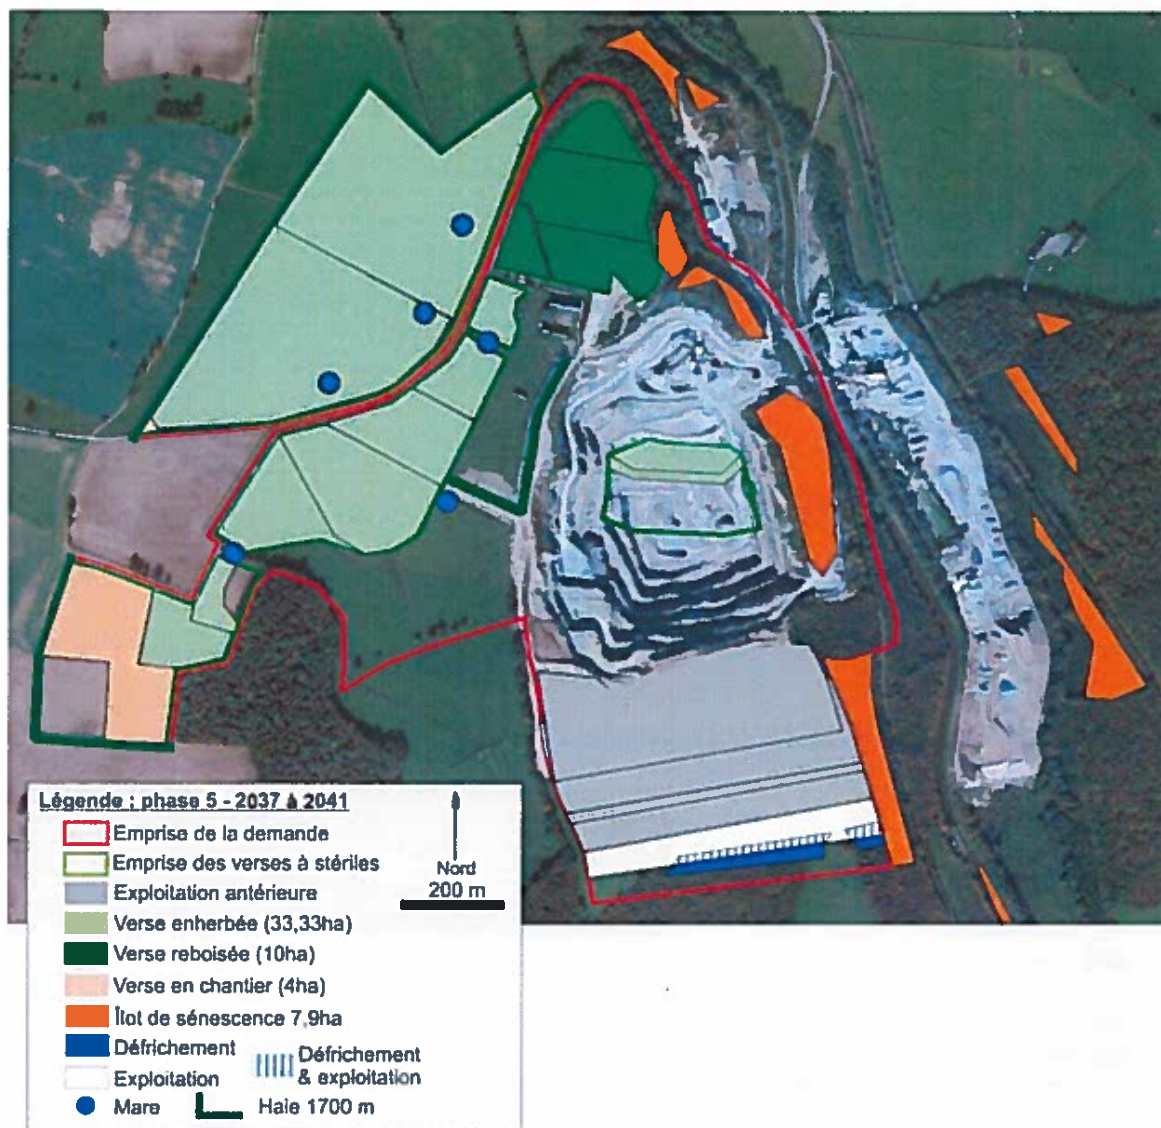 Légende : phase 5 - 2037 à 2041
Emprise de la demande
Emprise des verses à stériles
Exploitation antérieure
Verse enherbée (33,33ha)
Verse reboisée (10ha)
Verse en chantier (4ha)
Îlot de sénescence 7,9ha
Défrichement
Exploitation
Défrichement
& exploitation
Mare
Haie 1700 m
Nord
200 m